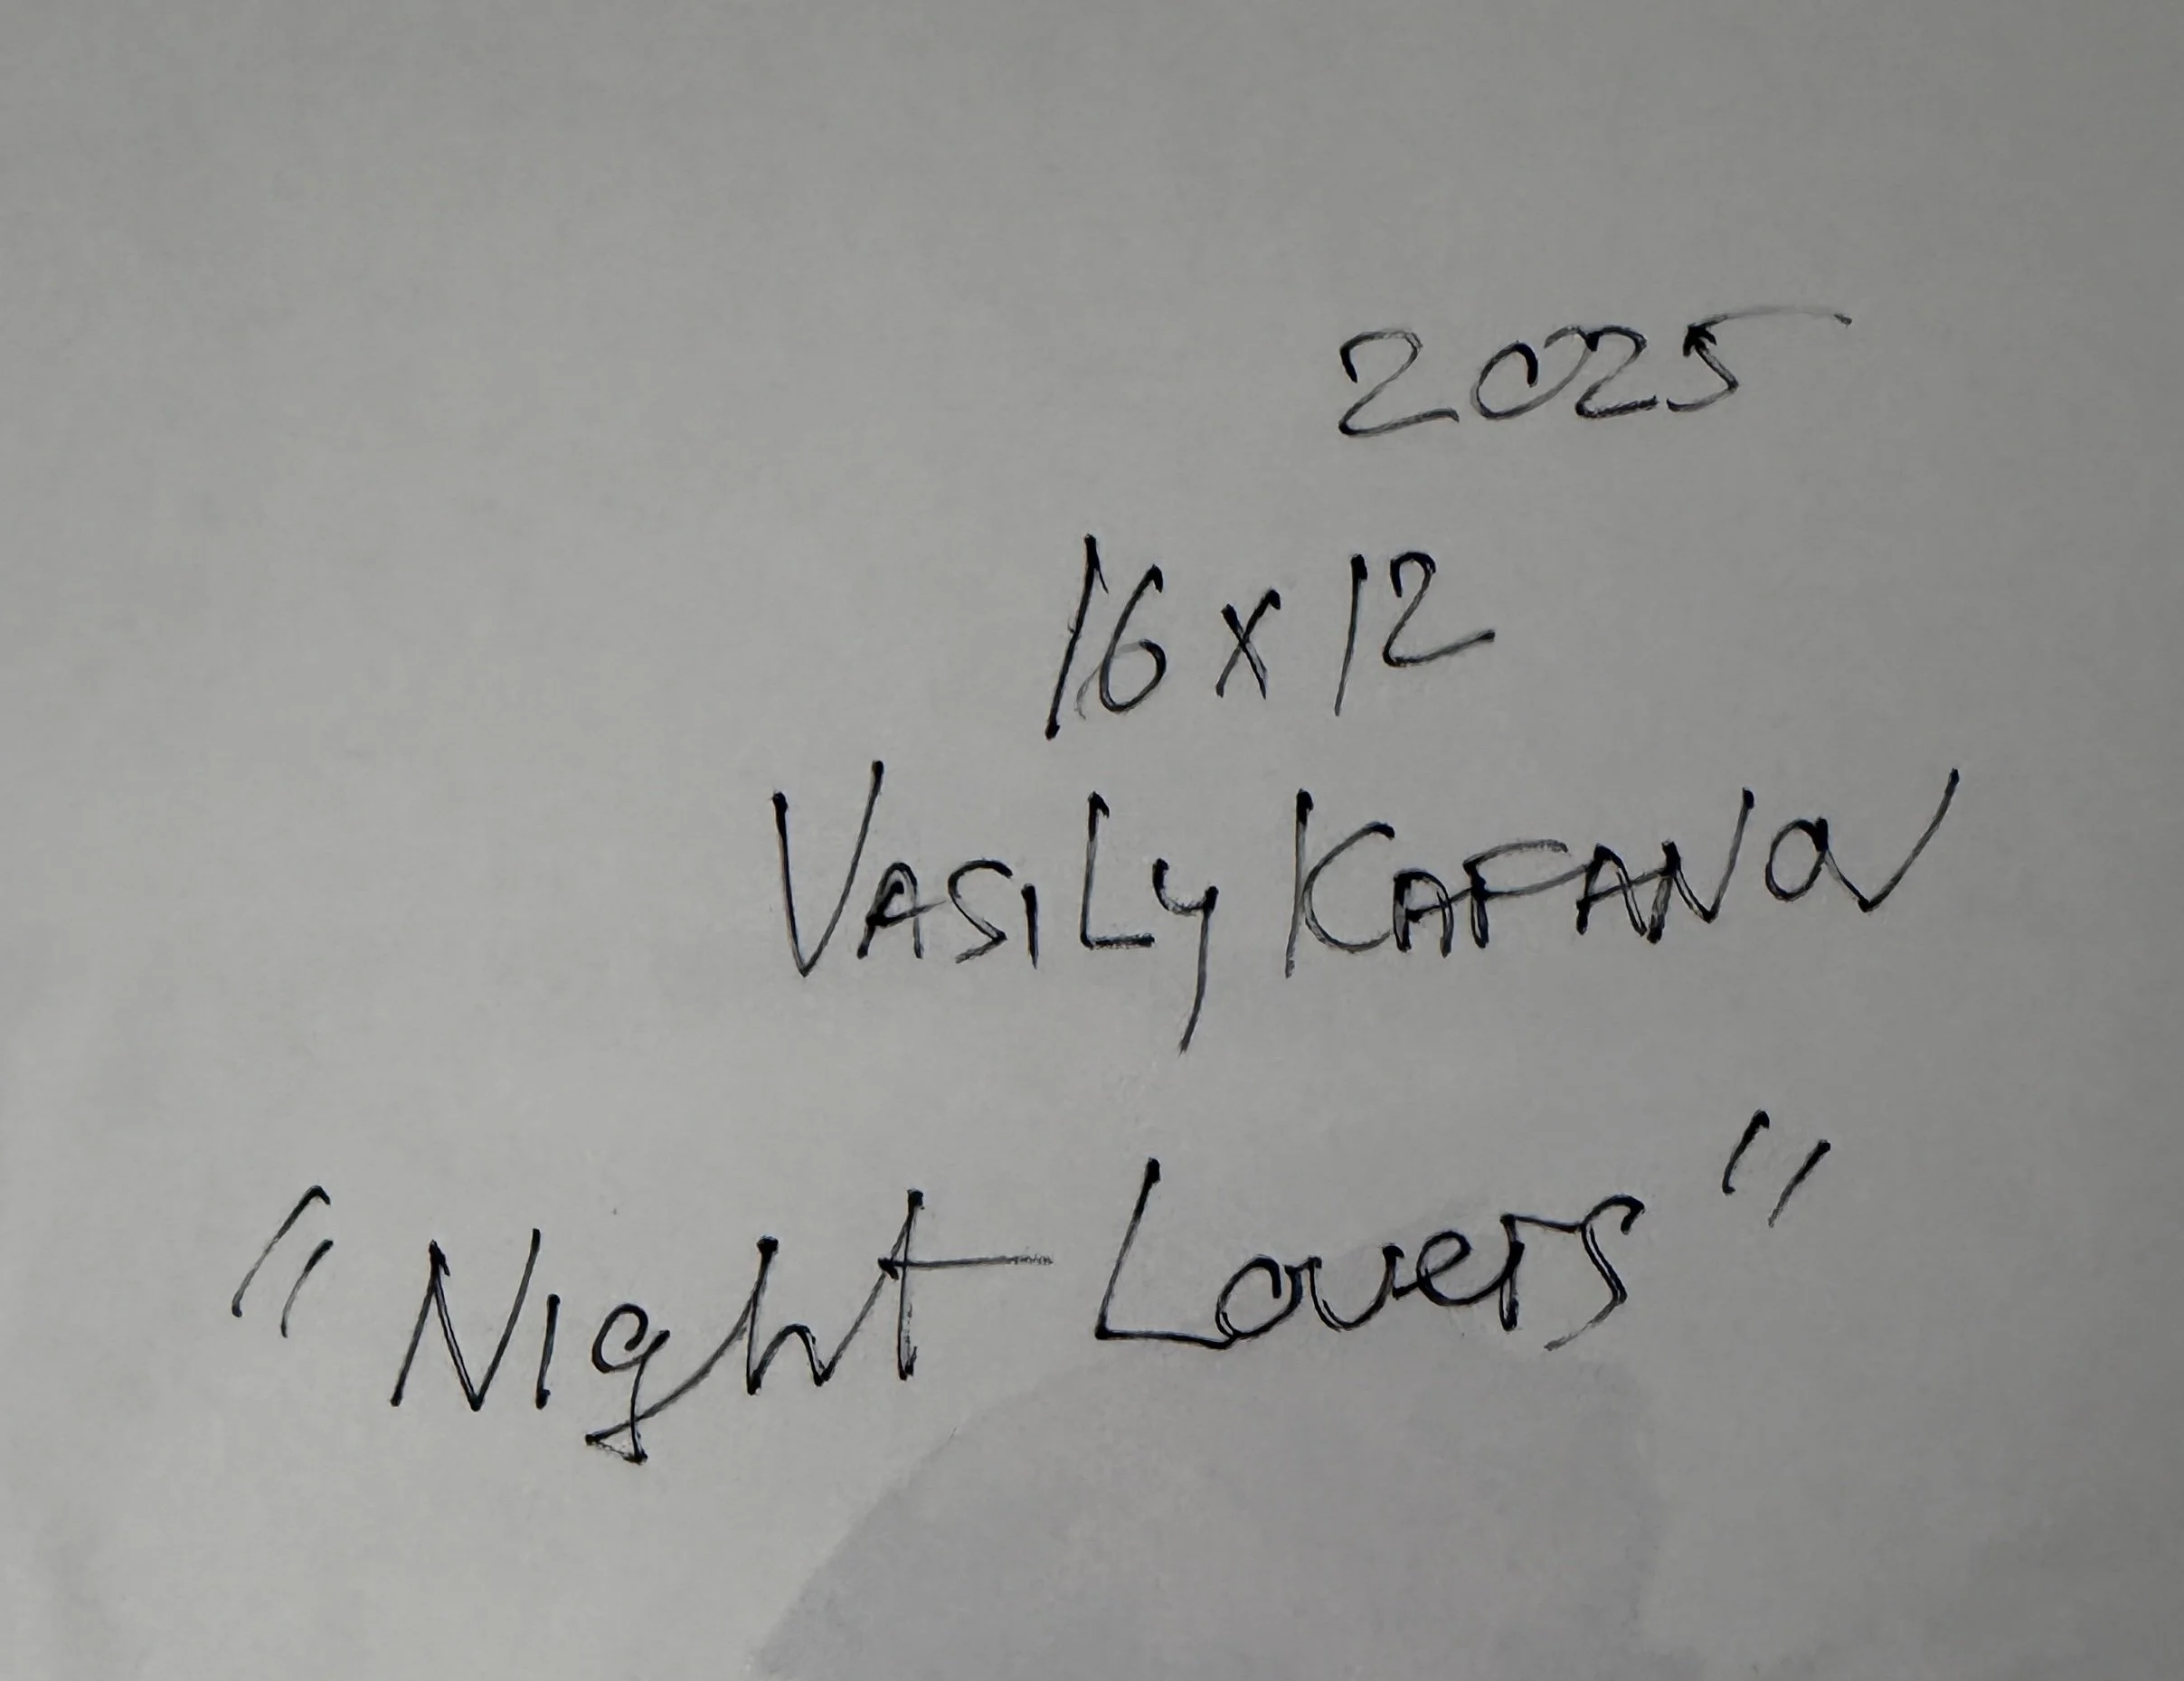 2025
16 x 12
VASILY KAFANOV
"Night Lovers"